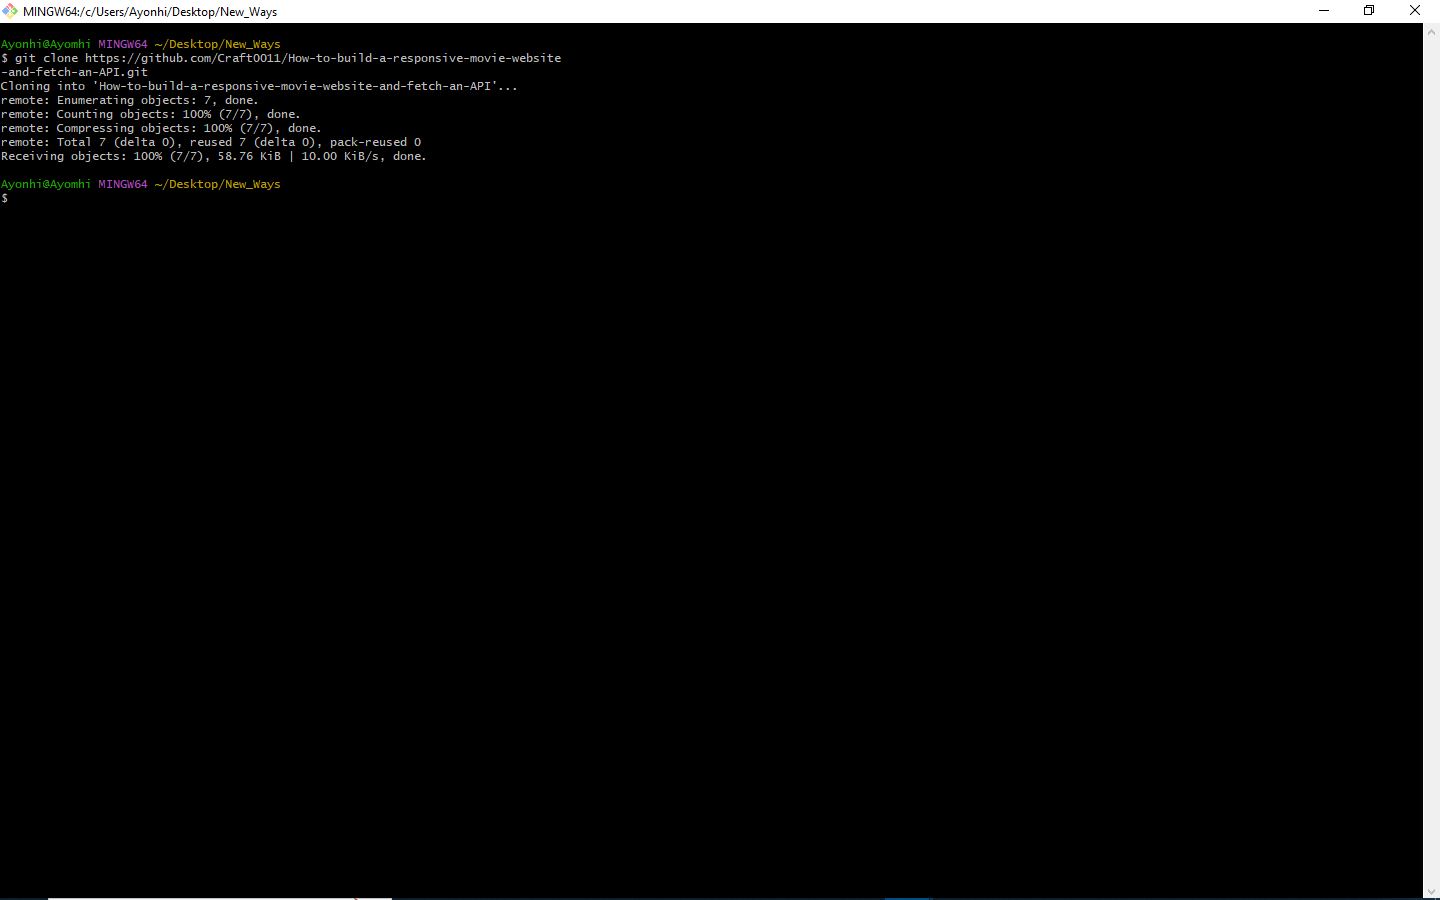 MINGW64:/c/Users/Ayonhi/Desktop/New_Ways
Ayonhi@Ayomhi MINGW64 ~/Desktop/New_Ways
$ git clone https://github.com/Craft0011/How-to-build-a-responsive-movie-website
-and-fetch-an-API.git
Cloning into 'How-to-build-a-responsive-movie-website-and-fetch-an-API'...
remote: Enumerating objects: 7, done.
remote: Counting objects: 100% (7/7), done.
remote: Compressing objects: 100% (7/7), done.
remote: Total 7 (delta 0), reused 7 (delta 0), pack-reused 0
Receiving objects: 100% (7/7), 58.76 KiB | 10.00 KiB/s, done.
Ayonhi@Ayomhi MINGW64 ~/Desktop/New_Ways
$